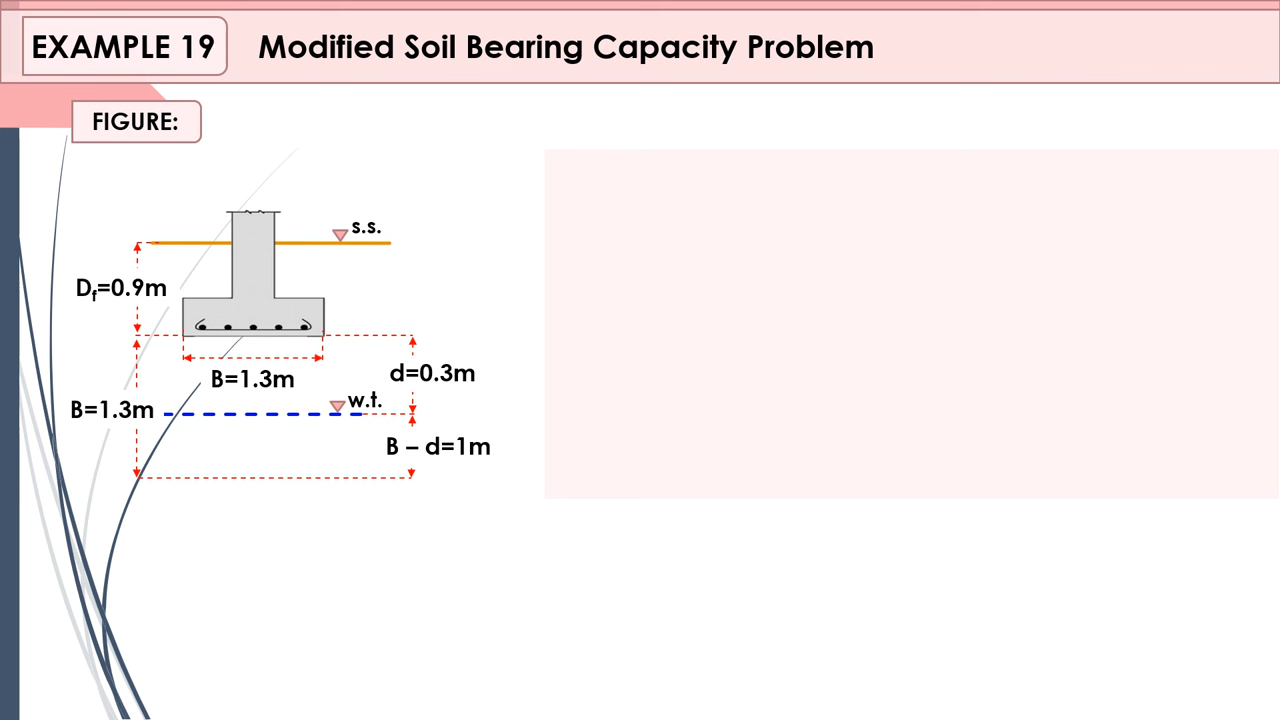 EXAMPLE 19
Modified Soil Bearing Capacity Problem
FIGURE:
s.s.
Df=0.9m
B=1.3m
d=0.3m
w.t.
B=1.3m
B – d=1m